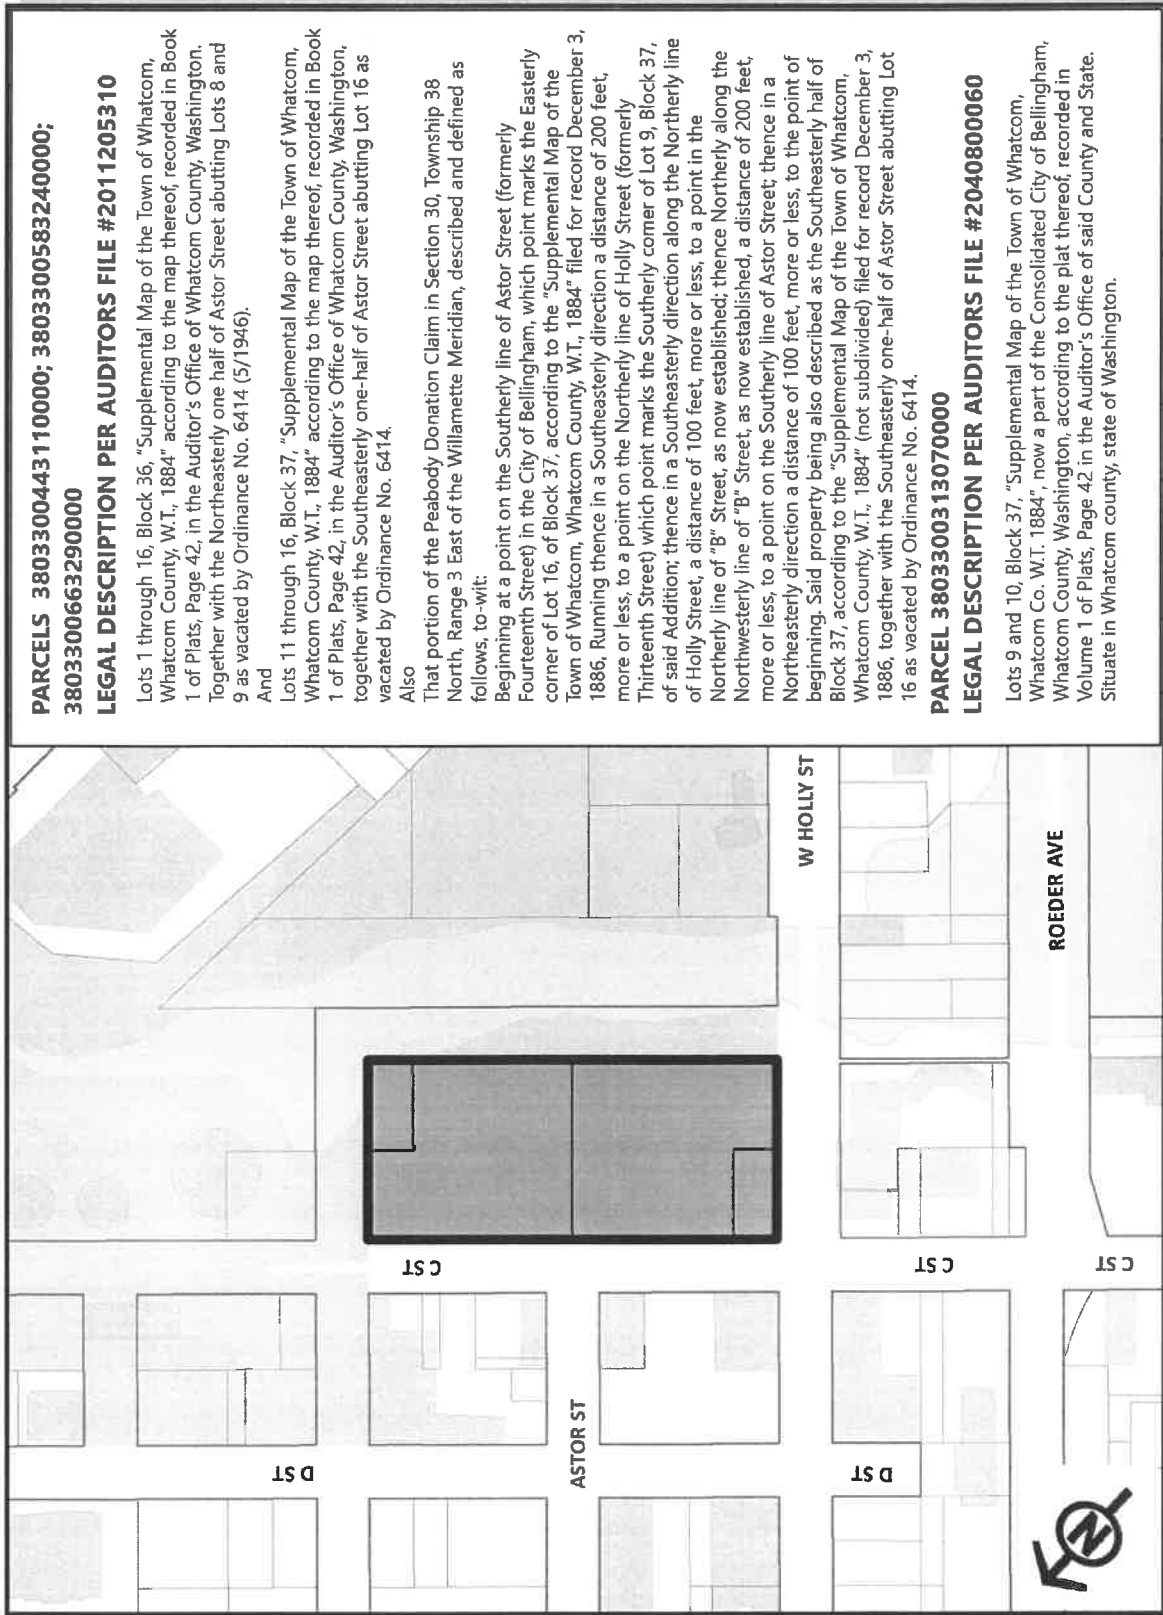 PARCELS 3803300443110000; 3803300583240000;
3803300663290000
LEGAL DESCRIPTION PER AUDITORS FILE #2011205310
Lots 1 through 16, Block 36, "Supplemental Map of the Town of Whatcom,
Whatcom County, W.T., 1884" according to the map thereof, recorded in Book
1 of Plats, Page 42, in the Auditor's Office of Whatcom County, Washington.
Together with the Northeasterly one half of Astor Street abutting Lots 8 and
9 as vacated by Ordinance No. 6414 (5/1946).
And
Lots 11 through 16, Block 37, "Supplemental Map of the Town of Whatcom,
Whatcom County, W.T., 1884" according to the map thereof, recorded in Book
1 of Plats, Page 42, in the Auditor's Office of Whatcom County, Washington,
together with the Southeasterly one-half of Astor Street abutting Lot 16 as
vacated by Ordinance No. 6414.
Also
That portion of the Peabody Donation Claim in Section 30, Township 38
North, Range 3 East of the Willamette Meridian, described and defined as
follows, to-wit:
Beginning at a point on the Southerly line of Astor Street (formerly
Fourteenth Street) in the City of Bellingham, which point marks the Easterly
corner of Lot 16, of Block 37, according to the "Supplemental Map of the
Town of Whatcom, Whatcom County, W.T., 1884" filed for record December 3,
1886, Running thence in a Southeasterly direction a distance of 200 feet,
more or less, to a point on the Northerly line of Holly Street (formerly
Thirteenth Street) which point marks the Southerly corner of Lot 9, Block 37,
of said Addition; thence in a Southeasterly direction along the Northerly line
of Holly Street, a distance of 100 feet, more or less, to a point in the
Northerly line of "B" Street, as now established; thence Northerly along the
Northwesterly line of "B" Street, as now established, a distance of 200 feet,
more or less, to a point on the Southerly line of Astor Street; thence in a
Northeasterly direction a distance of 100 feet, more or less, to the point of
beginning. Said property being also described as the Southeasterly half of
Block 37, according to the "Supplemental Map of the Town of Whatcom,
Whatcom County, W.T., 1884" (not subdivided) filed for record December 3,
1886, together with the Southeasterly one-half of Astor Street abutting Lot
16 as vacated by Ordinance No. 6414.
PARCEL 3803300313070000
LEGAL DESCRIPTION PER AUDITORS FILE #2040800060
Lots 9 and 10, Block 37, "Supplemental Map of the Town of Whatcom,
Whatcom Co. W.T. 1884", now a part of the Consolidated City of Bellingham,
Whatcom County, Washington, according to the plat thereof, recorded in
Volume 1 of Plats, Page 42 in the Auditor's Office of said County and State.
Situate in Whatcom county, state of Washington.
W HOLLY ST
ROEDER AVE
C ST
C ST
C ST
ASTOR ST
D ST
D ST
N